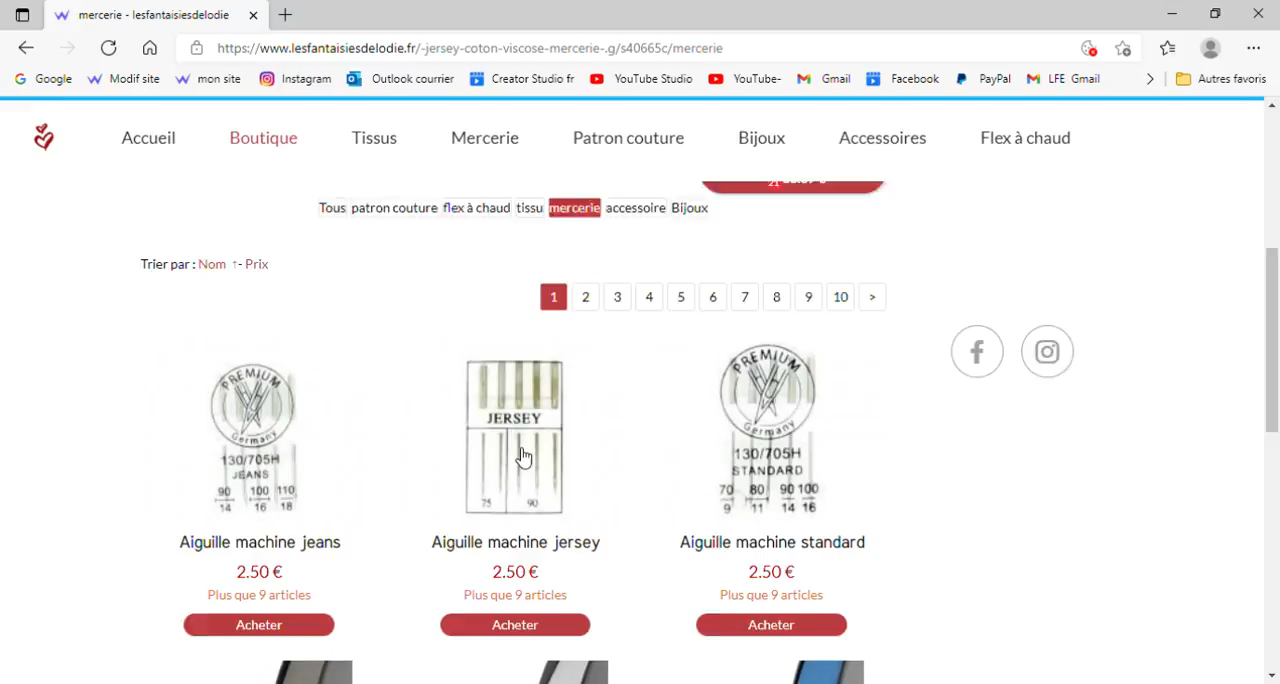 mercerie - lesfantaisiesdelodie
https://www.lesfantaisiesdelodie.fr/-jersey-coton-viscose-mercerie-.g/s40665c/mercerie
Google Modif site mon site Instagram Outlook courrier Creator Studio fr YouTube Studio YouTube- Gmail Facebook PayPal LFE Gmail Autres favoris
Accueil Boutique Tissus Mercerie Patron couture Bijoux Accessoires Flex à chaud
Tous patron couture flex à chaud tissu mercerie accessoire Bijoux
Trier par : Nom ↑- Prix
1 2 3 4 5 6 7 8 9 10 >
PREMIUM
Germany
130/705H
JEANS
90 100 110
14 16 18
JERSEY
75 90
PREMIUM
Germany
130/705H
STANDARD
70 80 90 100
9 11 14 16
Aiguille machine jeans Aiguille machine jersey Aiguille machine standard
2.50 € 2.50 € 2.50 €
Plus que 9 articles Plus que 9 articles Plus que 9 articles
Acheter Acheter Acheter